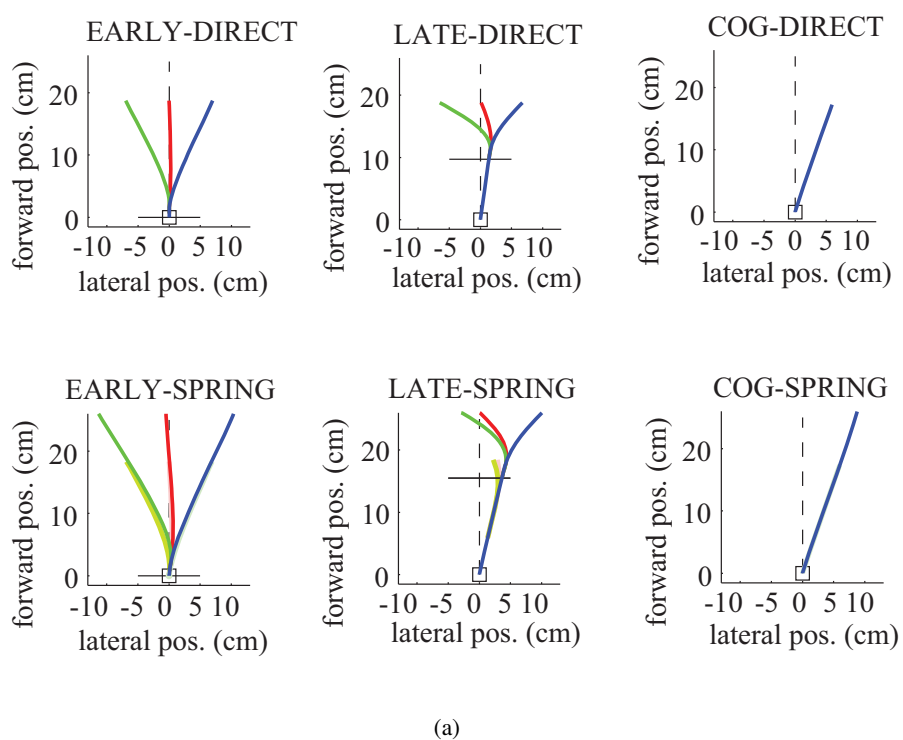 EARLY-DIRECT
forward pos. (cm)
20
10
0
-10 -5 0 5 10
lateral pos. (cm)
LATE-DIRECT
forward pos. (cm)
20
10
0
-10 -5 0 5 10
lateral pos. (cm)
COG-DIRECT
forward pos. (cm)
20
10
0
-10 -5 0 5 10
lateral pos. (cm)
EARLY-SPRING
forward pos. (cm)
20
10
0
-10 -5 0 5 10
lateral pos. (cm)
LATE-SPRING
forward pos. (cm)
20
10
0
-10 -5 0 5 10
lateral pos. (cm)
COG-SPRING
forward pos. (cm)
20
10
0
-10 -5 0 5 10
lateral pos. (cm)
(a)